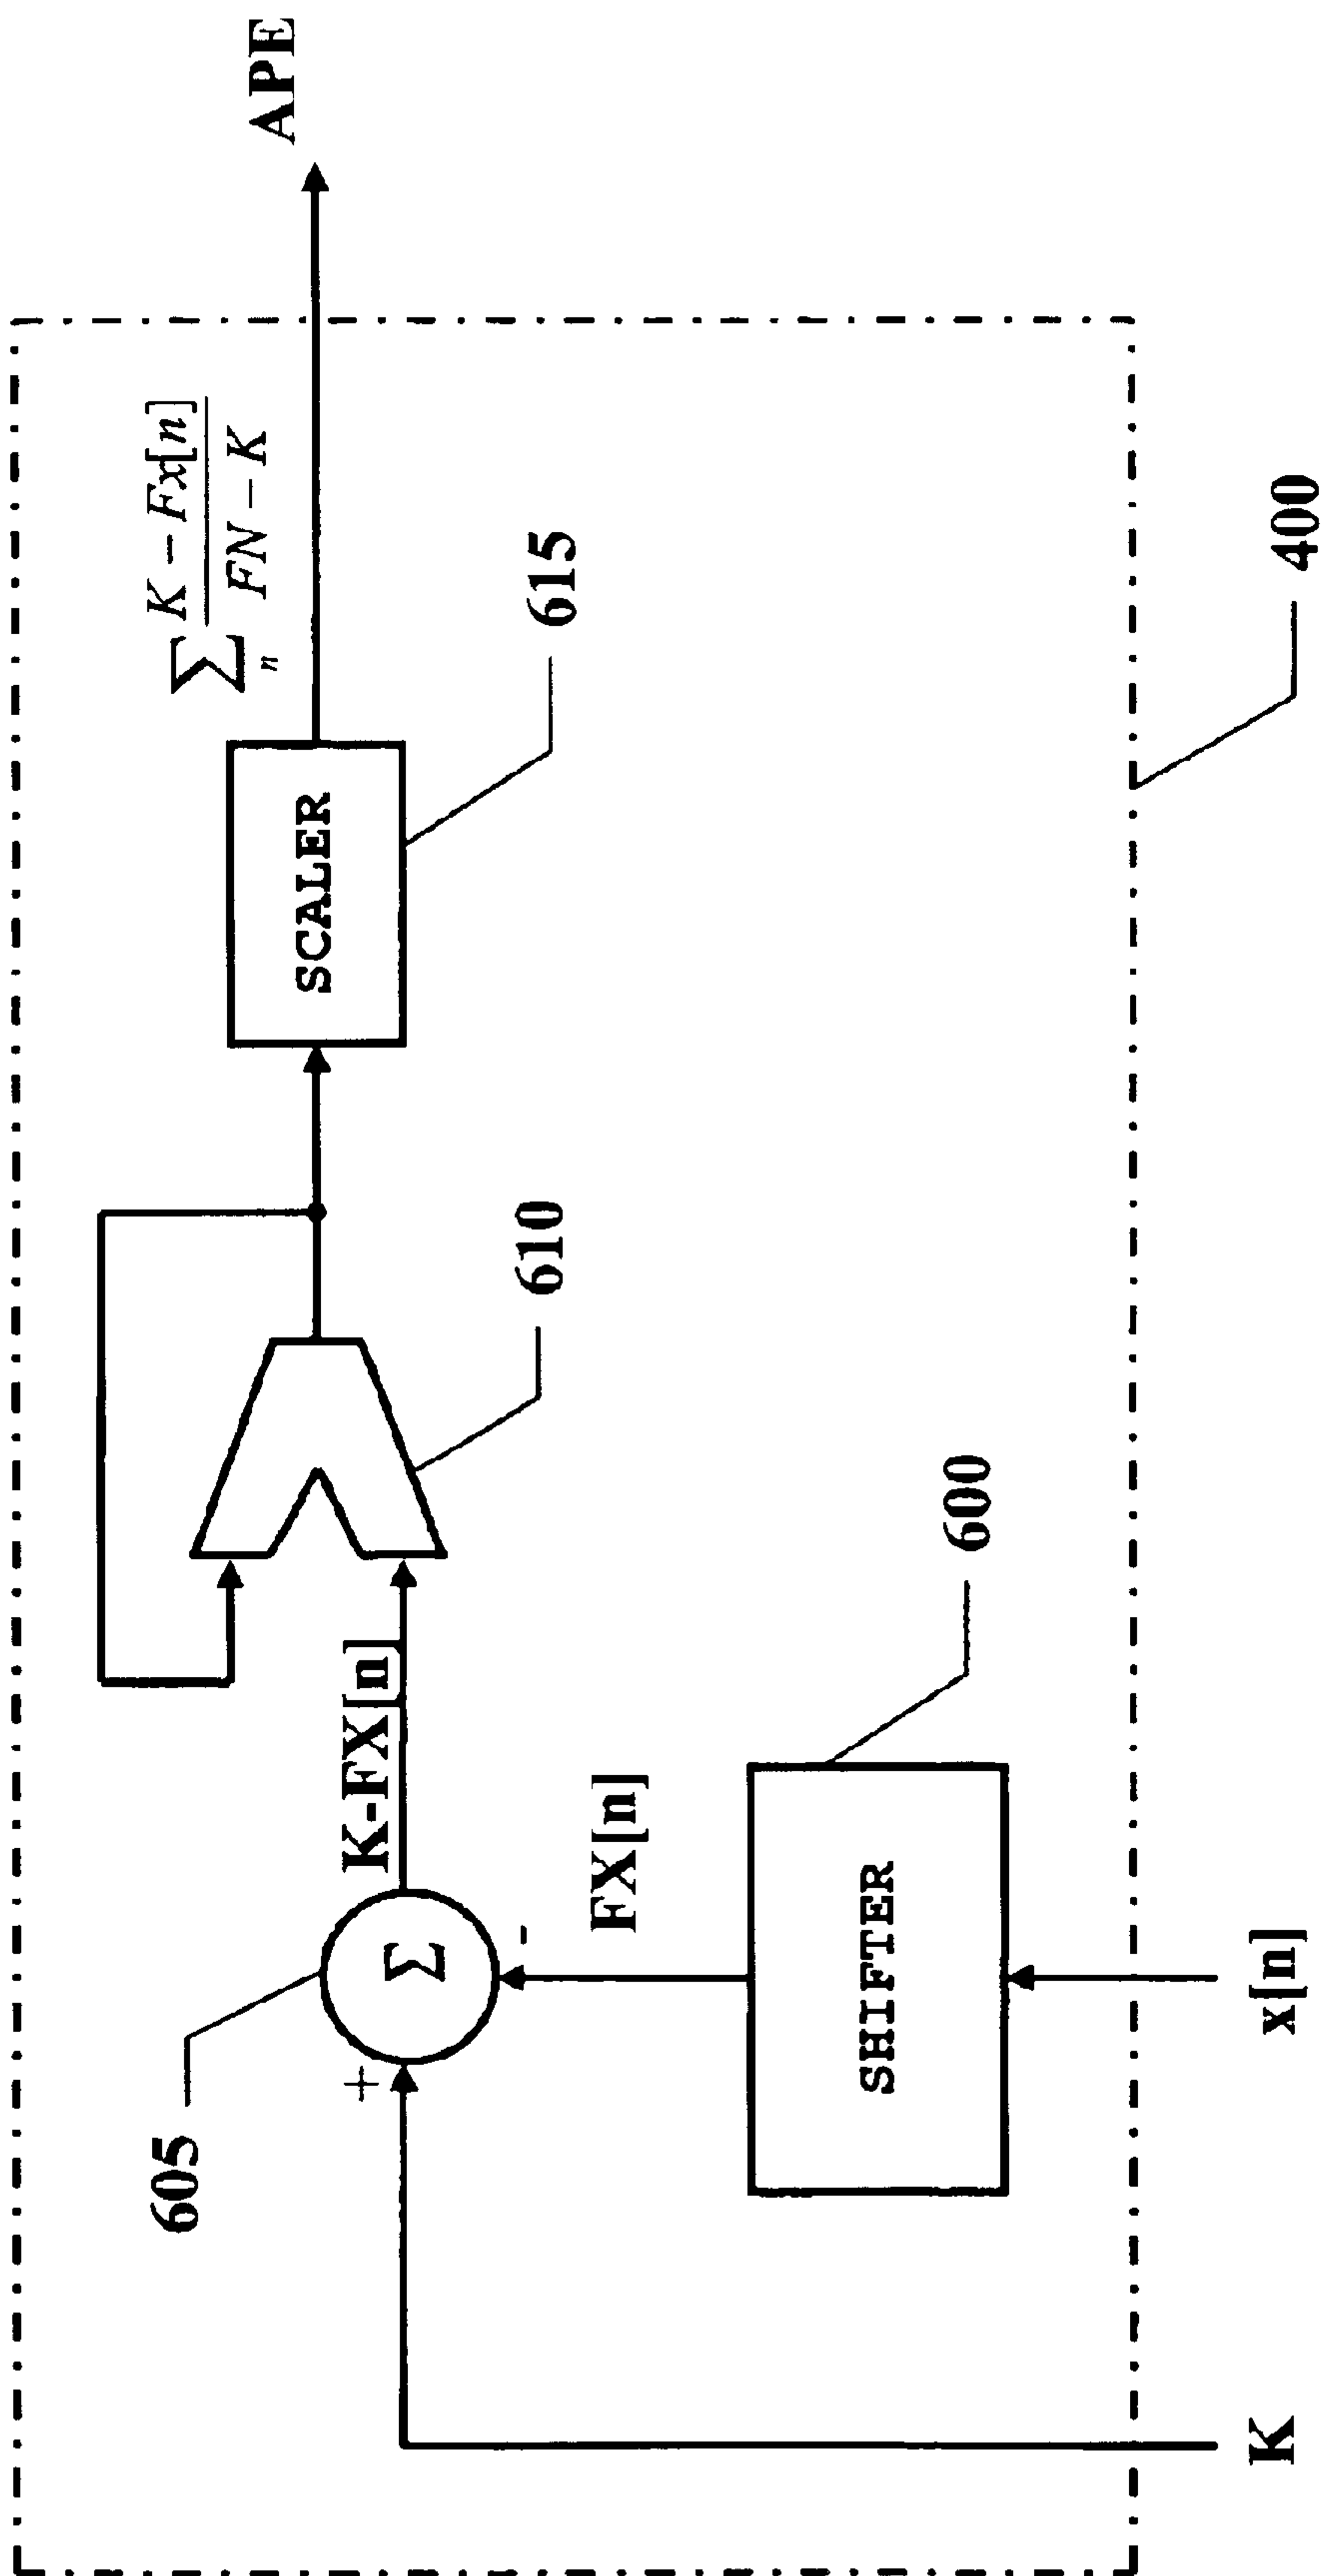 APE
∑ₙ (K − Fx[n]) / (FN − K)
SCALER
615
400
610
K-FX[n]
600
605
+
Σ
-
FX[n]
SHIFTER
K
x[n]